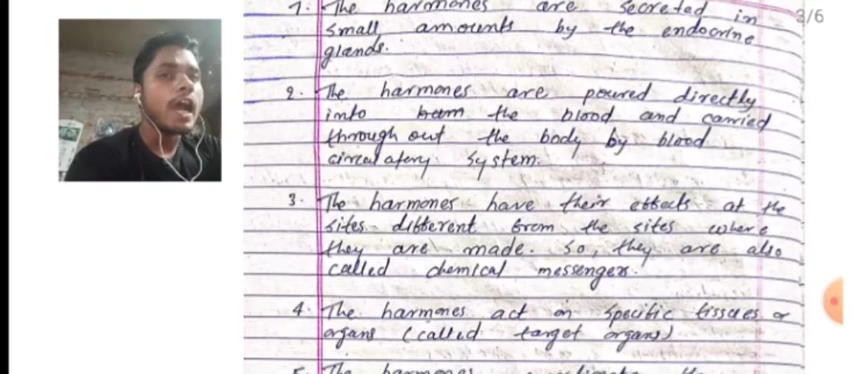 1. The harmones are secreted in
3/6
small amounts by the endocrine
glands.
2. The harmones are poured directly
into the blood and carried
through out the body by blood
circulatory system.
3. The harmones have their effects at the
sites different from the sites where
they are made. So, they are also
called chemical messengers.
4. The harmones act on specific tissues or
organs (called target organs)
5. The harmones